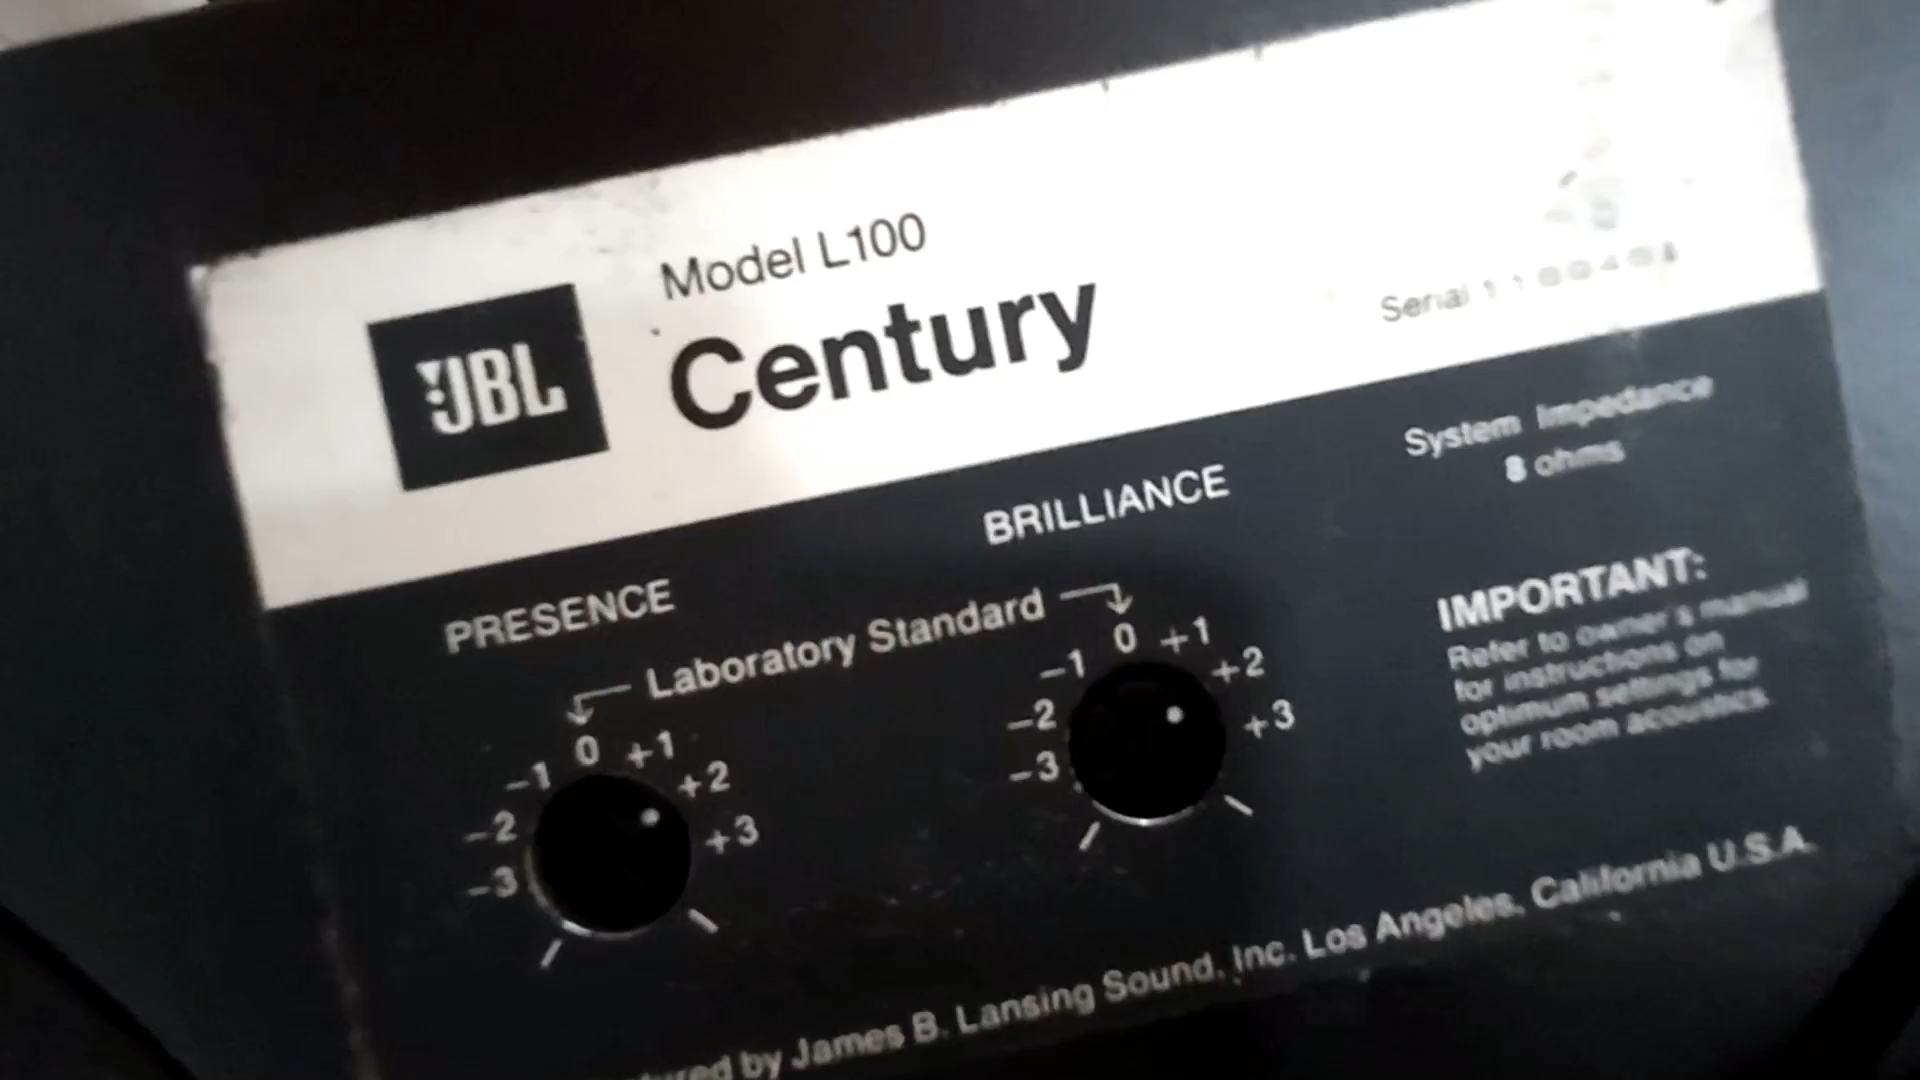 JBL
Model L100
Century
Serial
System Impedance
8 ohms
PRESENCE
BRILLIANCE
Laboratory Standard
-3 -2 -1 0 +1 +2 +3
-3 -2 -1 0 +1 +2 +3
IMPORTANT:
Refer to owner's manual
for instructions on
optimum settings for
your room acoustics.
by James B. Lansing Sound, Inc. Los Angeles, California U.S.A.